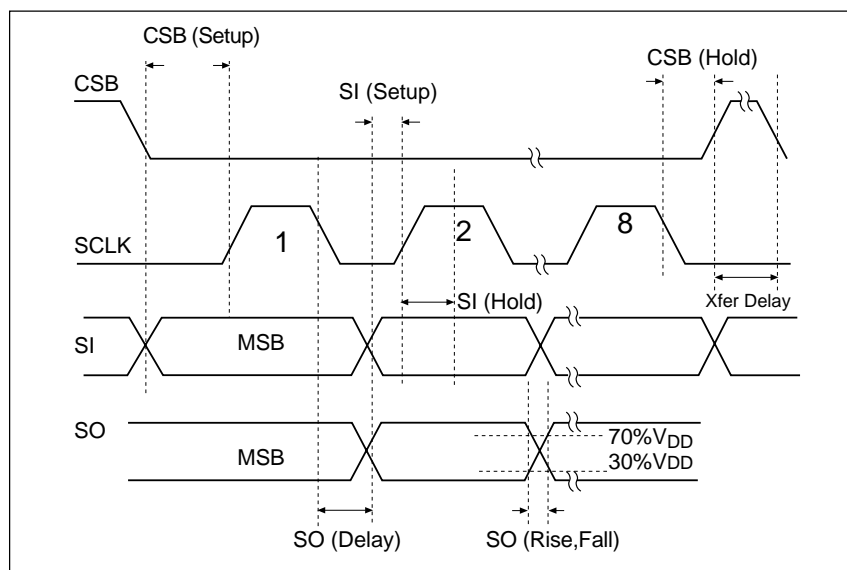 CSB (Setup)
CSB (Hold)
CSB
SI (Setup)
SCLK
1
2
8
SI (Hold)
Xfer Delay
SI
MSB
SO
MSB
70%VDD
30%VDD
SO (Delay)
SO (Rise,Fall)